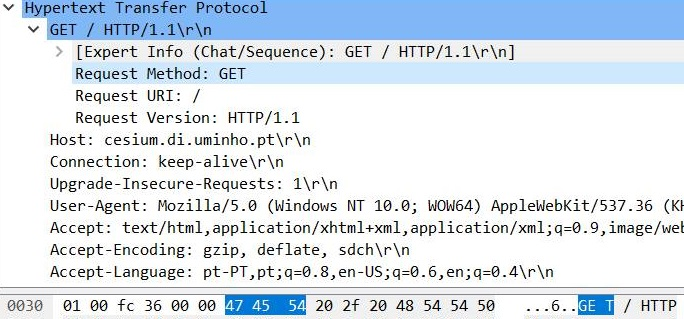 Hypertext Transfer Protocol
GET / HTTP/1.1\r\n
[Expert Info (Chat/Sequence): GET / HTTP/1.1\r\n]
Request Method: GET
Request URI: /
Request Version: HTTP/1.1
Host: cesium.di.uminho.pt\r\n
Connection: keep-alive\r\n
Upgrade-Insecure-Requests: 1\r\n
User-Agent: Mozilla/5.0 (Windows NT 10.0; WOW64) AppleWebKit/537.36 (KH
Accept: text/html,application/xhtml+xml,application/xml;q=0.9,image/web
Accept-Encoding: gzip, deflate, sdch\r\n
Accept-Language: pt-PT,pt;q=0.8,en-US;q=0.6,en;q=0.4\r\n
0030 01 00 fc 36 00 00 47 45 54 20 2f 20 48 54 54 50 ...6..GE T / HTTP